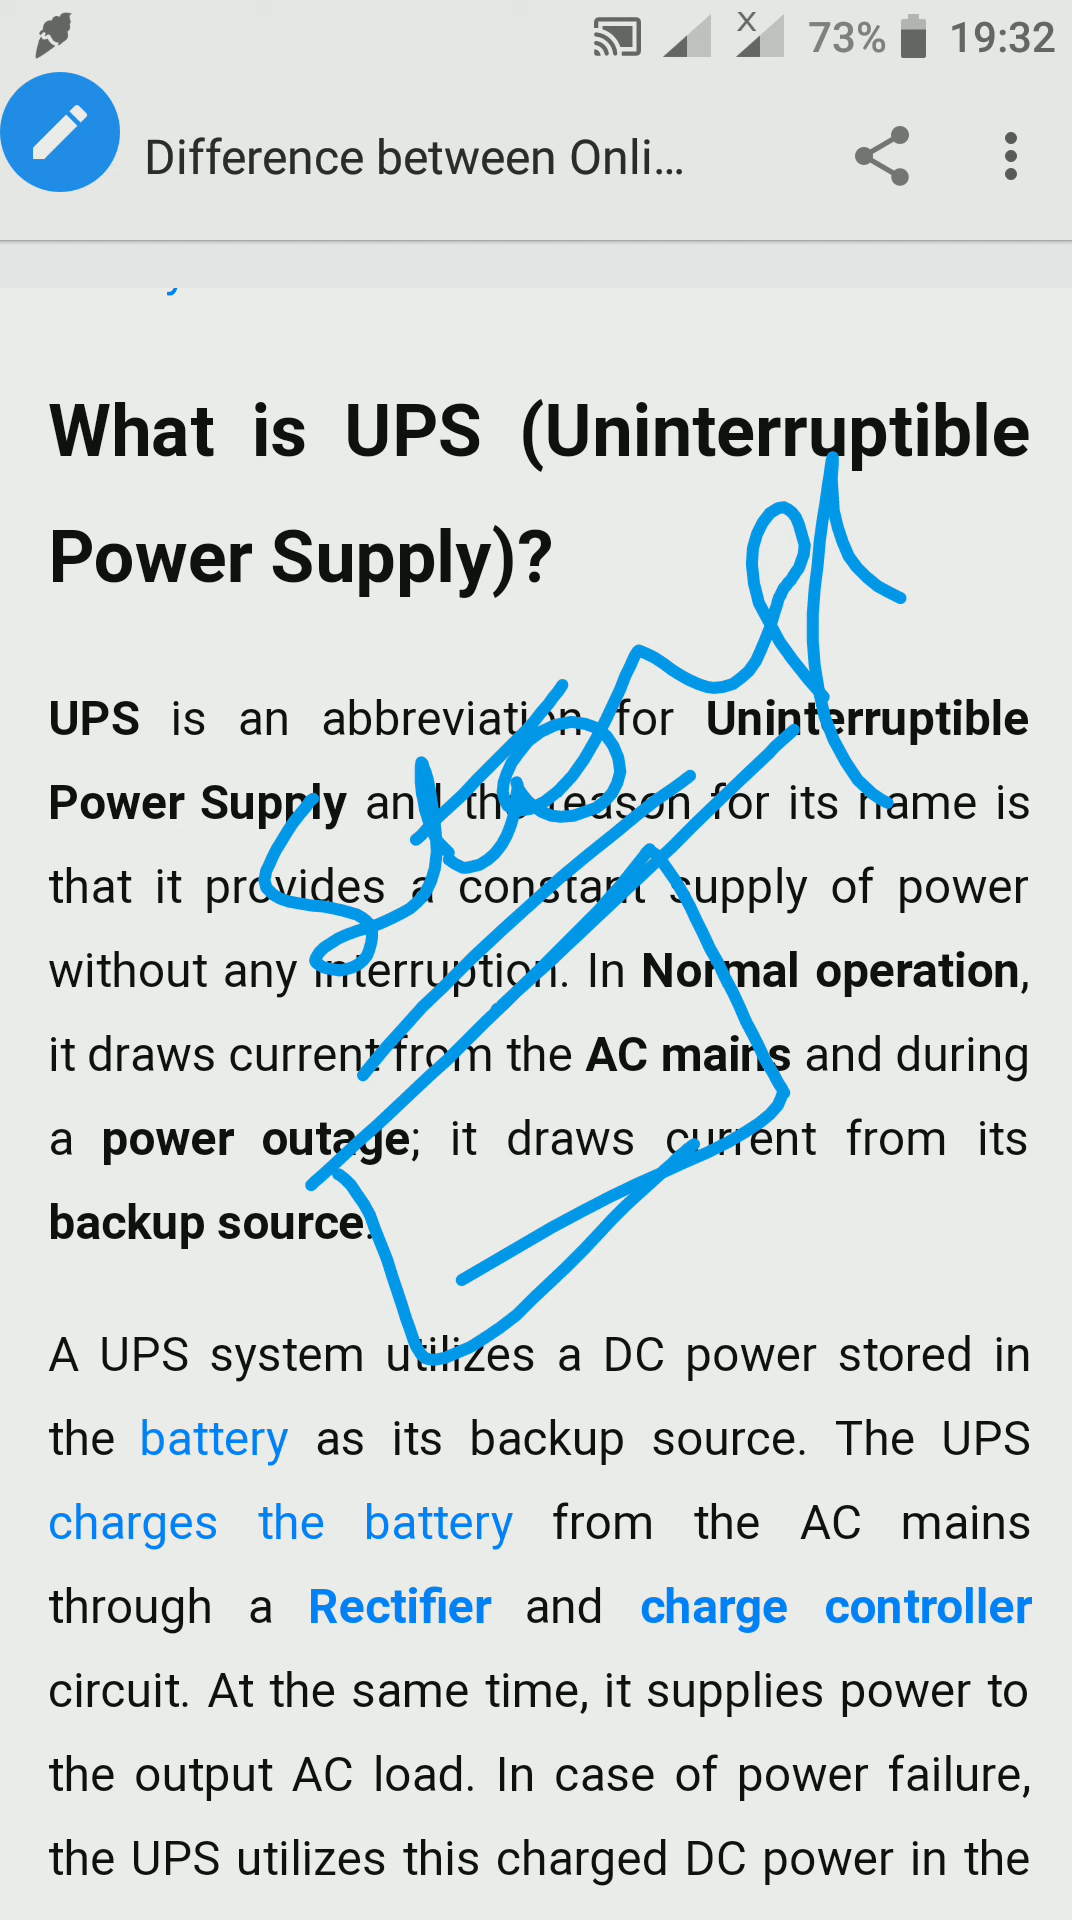 73% 19:32
Difference between Onli...
What is UPS (Uninterruptible
Power Supply)?
UPS is an abbreviation for Uninterruptible
Power Supply and the reason for its name is
that it provides a constant supply of power
without any interruption. In Normal operation,
it draws current from the AC mains and during
a power outage; it draws current from its
backup source.
A UPS system utilizes a DC power stored in
the battery as its backup source. The UPS
charges the battery from the AC mains
through a Rectifier and charge controller
circuit. At the same time, it supplies power to
the output AC load. In case of power failure,
the UPS utilizes this charged DC power in the